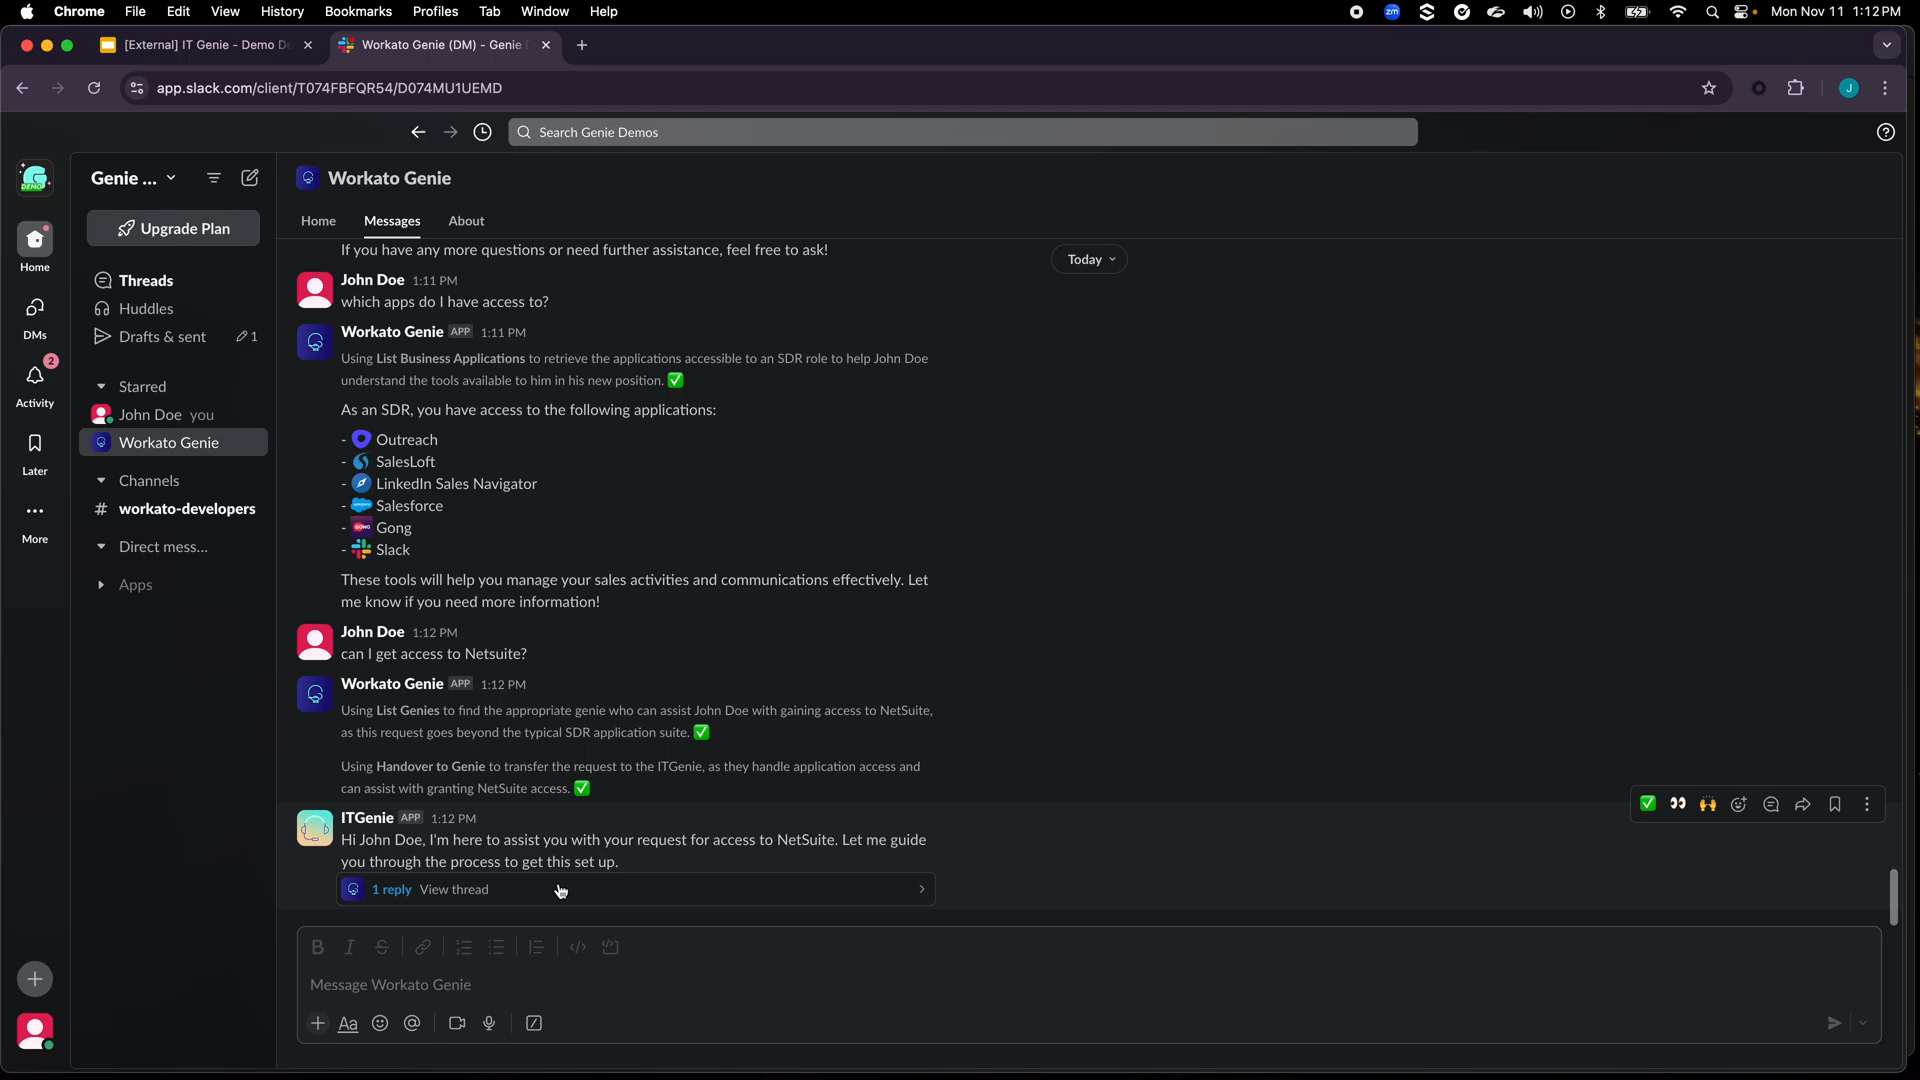 Chrome File Edit View History Bookmarks Profiles Tab Window Help zm Mon Nov 11 1:12 PM
[External] IT Genie - Demo De Workato Genie (DM) - Genie
app.slack.com/client/T074FBFQR54/D074MU1UEMD J
Search Genie Demos
DEMO
Genie ...
Upgrade Plan
Home
DMs
2
Activity
Later
More
Threads
Huddles
Drafts & sent 1
Starred
John Doe you
Workato Genie
Channels
# workato-developers
Direct mess...
Apps
Workato Genie
Home Messages About
Today
If you have any more questions or need further assistance, feel free to ask!
John Doe 1:11 PM
which apps do I have access to?
Workato Genie APP 1:11 PM
Using List Business Applications to retrieve the applications accessible to an SDR role to help John Doe
understand the tools available to him in his new position. ✅
As an SDR, you have access to the following applications:
- Outreach
- SalesLoft
- LinkedIn Sales Navigator
- Salesforce
- Gong
- Slack
These tools will help you manage your sales activities and communications effectively. Let
me know if you need more information!
John Doe 1:12 PM
can I get access to Netsuite?
Workato Genie APP 1:12 PM
Using List Genies to find the appropriate genie who can assist John Doe with gaining access to NetSuite,
as this request goes beyond the typical SDR application suite. ✅
Using Handover to Genie to transfer the request to the ITGenie, as they handle application access and
can assist with granting NetSuite access. ✅
ITGenie APP 1:12 PM
Hi John Doe, I'm here to assist you with your request for access to NetSuite. Let me guide
you through the process to get this set up.
1 reply View thread
B I S
Message Workato Genie
Aa